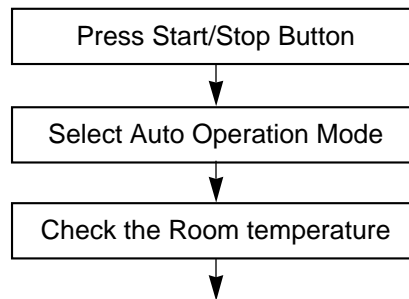 Press Start/Stop Button
Select Auto Operation Mode
Check the Room temperature